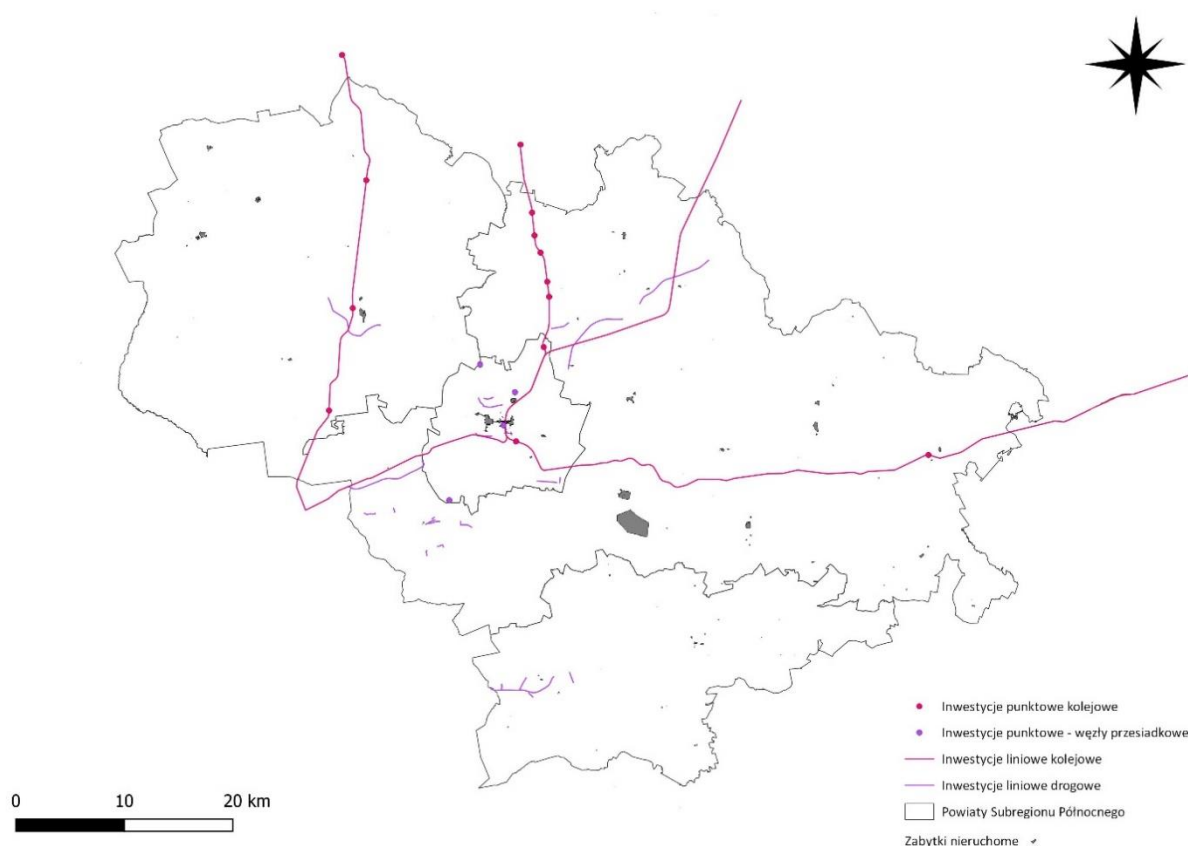 Inwestycje punktowe kolejowe
Inwestycje punktowe - węzły przesiadkowe
Inwestycje liniowe kolejowe
Inwestycje liniowe drogowe
Powiaty Subregionu Północnego
Zabytki nieruchome
0 10 20 km